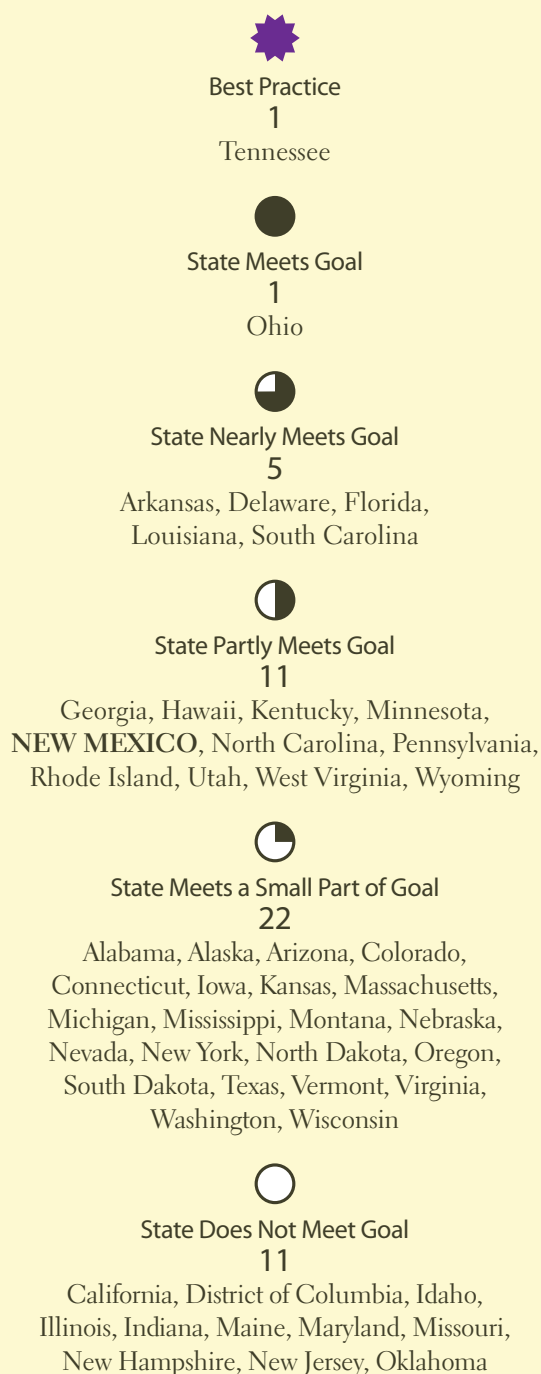 Best Practice
1
Tennessee
State Meets Goal
1
Ohio
State Nearly Meets Goal
5
Arkansas, Delaware, Florida,
Louisiana, South Carolina
State Partly Meets Goal
11
Georgia, Hawaii, Kentucky, Minnesota,
NEW MEXICO, North Carolina, Pennsylvania,
Rhode Island, Utah, West Virginia, Wyoming
State Meets a Small Part of Goal
22
Alabama, Alaska, Arizona, Colorado,
Connecticut, Iowa, Kansas, Massachusetts,
Michigan, Mississippi, Montana, Nebraska,
Nevada, New York, North Dakota, Oregon,
South Dakota, Texas, Vermont, Virginia,
Washington, Wisconsin
State Does Not Meet Goal
11
California, District of Columbia, Idaho,
Illinois, Indiana, Maine, Maryland, Missouri,
New Hampshire, New Jersey, Oklahoma